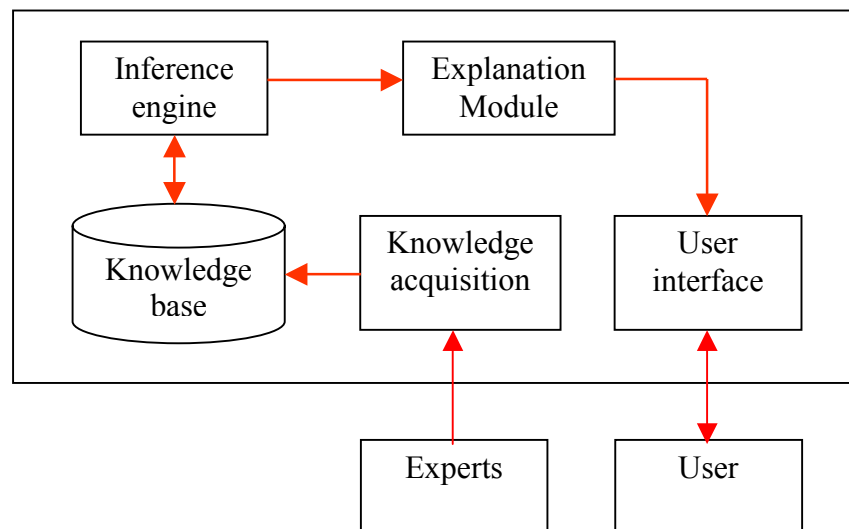 Inference
engine
Explanation
Module
Knowledge
base
Knowledge
acquisition
User
interface
Experts
User